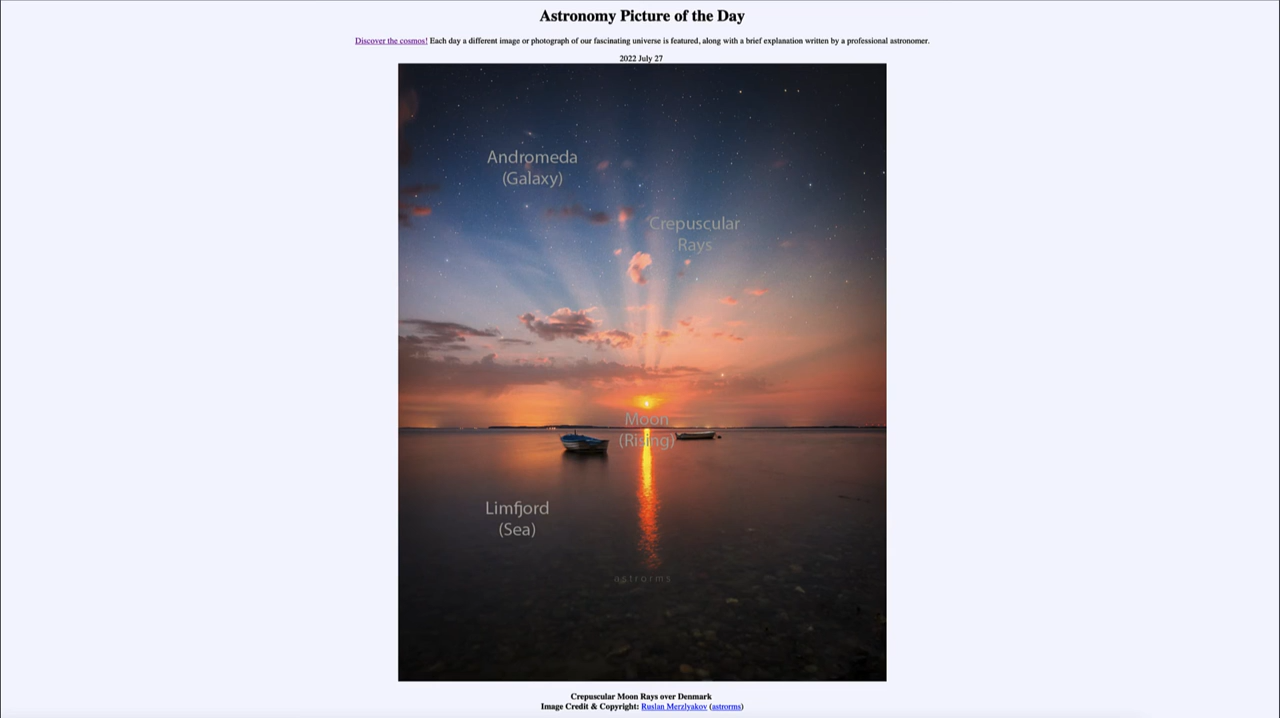 Astronomy Picture of the Day
Discover the cosmos! Each day a different image or photograph of our fascinating universe is featured, along with a brief explanation written by a professional astronomer.
2022 July 27
Andromeda
(Galaxy)
Crepuscular
Rays
Moon
(Rising)
Limfjord
(Sea)
astrorms
Crepuscular Moon Rays over Denmark
Image Credit & Copyright: Ruslan Merzlyakov (astrorms)